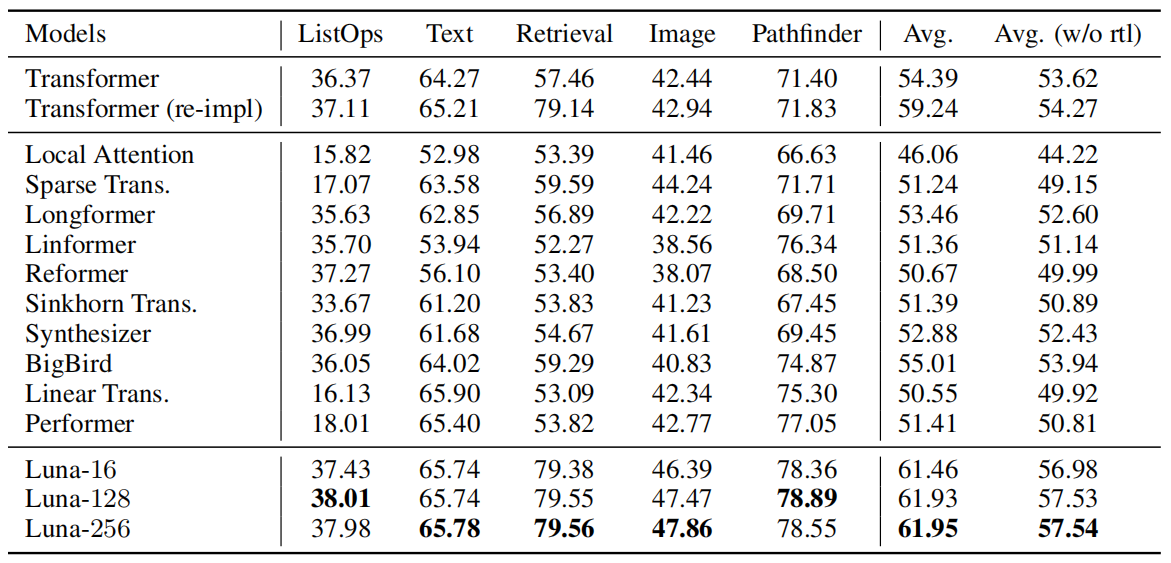 Models ListOps Text Retrieval Image Pathfinder Avg. Avg. (w/o rtl)
Transformer 36.37 64.27 57.46 42.44 71.40 54.39 53.62
Transformer (re-impl) 37.11 65.21 79.14 42.94 71.83 59.24 54.27
Local Attention 15.82 52.98 53.39 41.46 66.63 46.06 44.22
Sparse Trans. 17.07 63.58 59.59 44.24 71.71 51.24 49.15
Longformer 35.63 62.85 56.89 42.22 69.71 53.46 52.60
Linformer 35.70 53.94 52.27 38.56 76.34 51.36 51.14
Reformer 37.27 56.10 53.40 38.07 68.50 50.67 49.99
Sinkhorn Trans. 33.67 61.20 53.83 41.23 67.45 51.39 50.89
Synthesizer 36.99 61.68 54.67 41.61 69.45 52.88 52.43
BigBird 36.05 64.02 59.29 40.83 74.87 55.01 53.94
Linear Trans. 16.13 65.90 53.09 42.34 75.30 50.55 49.92
Performer 18.01 65.40 53.82 42.77 77.05 51.41 50.81
Luna-16 37.43 65.74 79.38 46.39 78.36 61.46 56.98
Luna-128 38.01 65.74 79.55 47.47 78.89 61.93 57.53
Luna-256 37.98 65.78 79.56 47.86 78.55 61.95 57.54